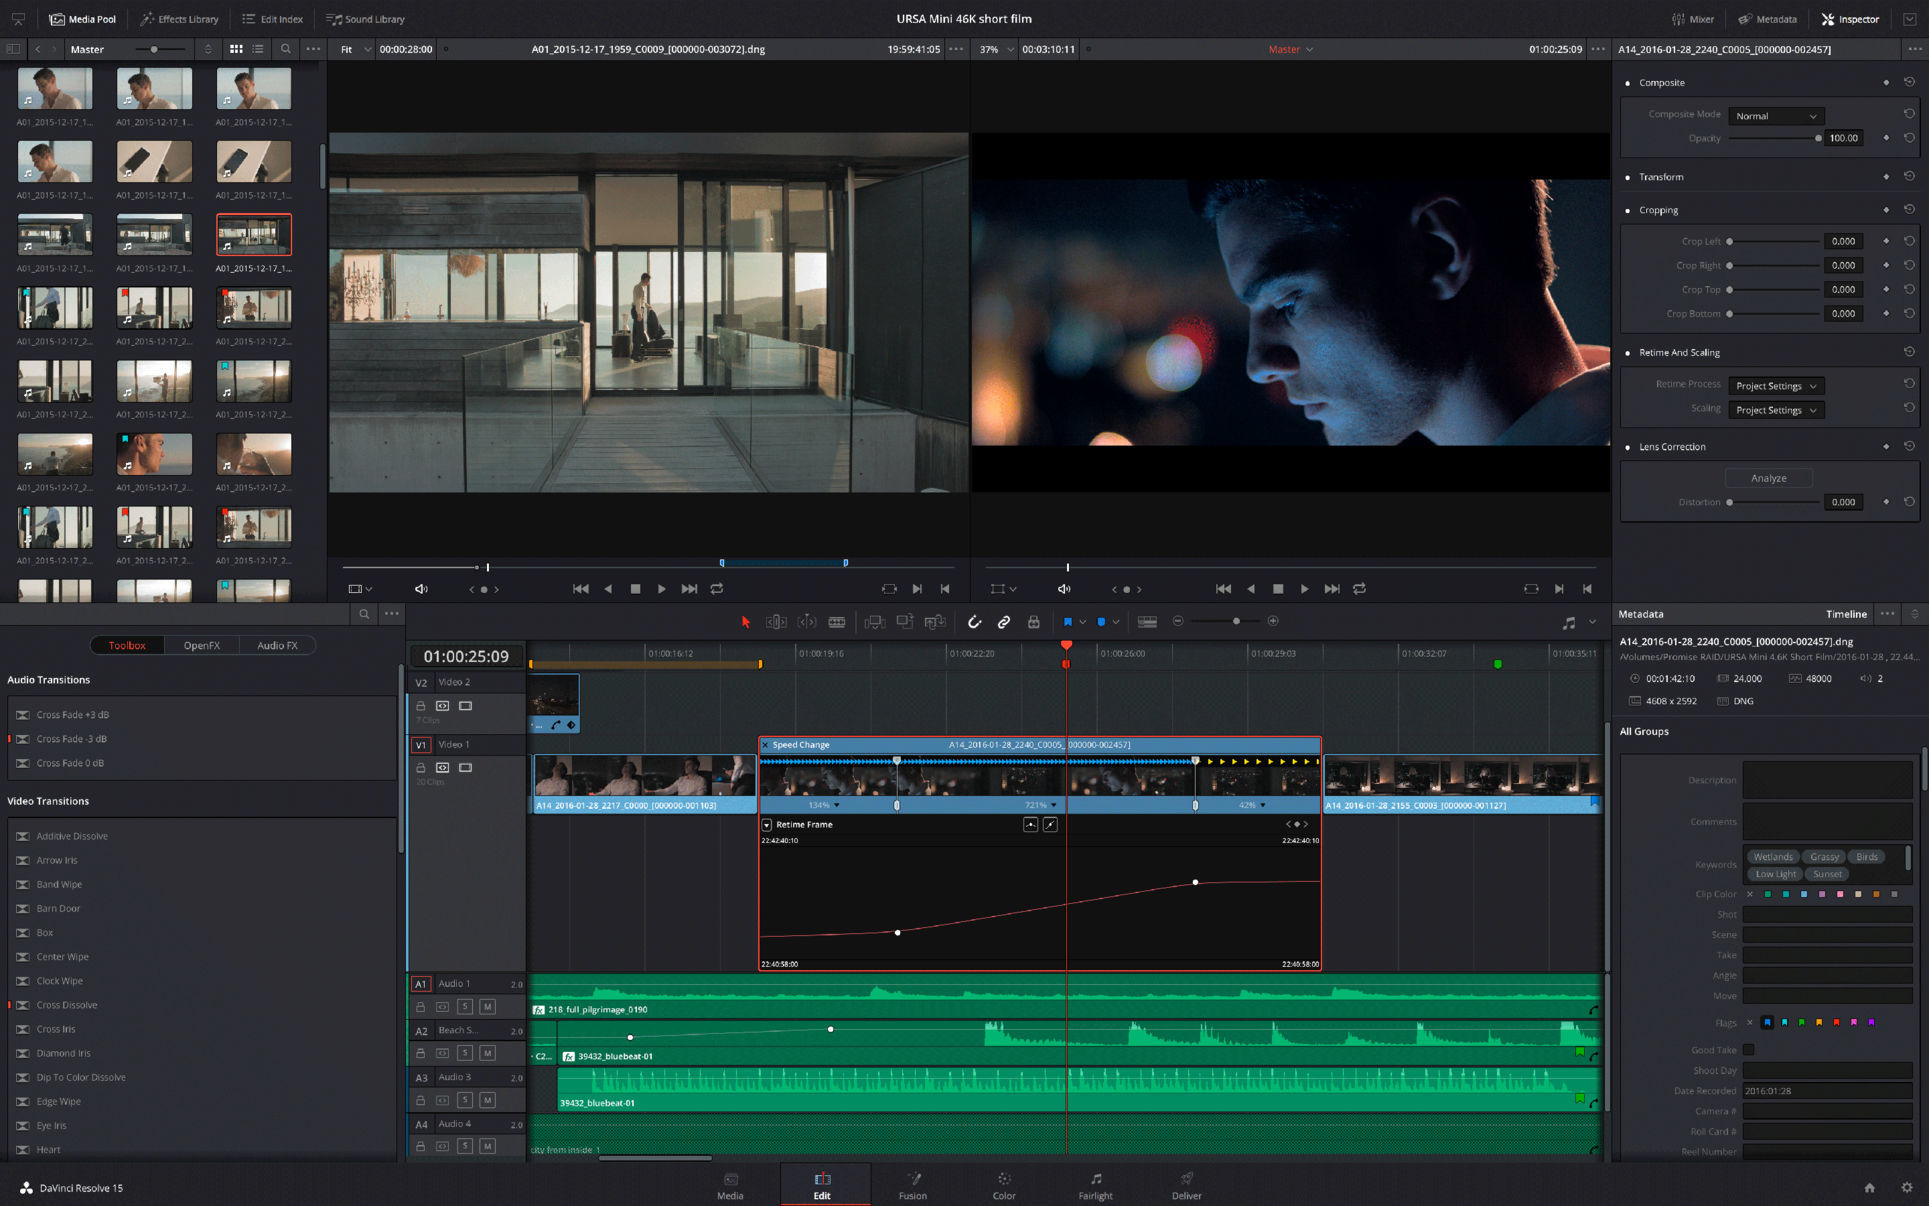 Media Pool
Effects Library
Edit Index
Sound Library
URSA Mini 46K short film
Mixer
Metadata
Inspector
Master
Fit
00:00:28:00
A01_2015-12-17_1959_C0009_[000000-003072].dng
19:59:41:05
37%
00:03:10:11
Master
01:00:25:09
A14_2016-01-28_2240_C0005_[000000-002457]
A01_2015-12-17_1... A01_2015-12-17_1... A01_2015-12-17_1...
A01_2015-12-17_1... A01_2015-12-17_1... A01_2015-12-17_1...
A01_2015-12-17_1... A01_2015-12-17_1... A01_2015-12-17_1...
A01_2015-12-17_2... A01_2015-12-17_2... A01_2015-12-17_2...
A01_2015-12-17_2... A01_2015-12-17_2... A01_2015-12-17_2...
A01_2015-12-17_2... A01_2015-12-17_2... A01_2015-12-17_2...
A01_2015-12-17_2... A01_2015-12-17_2... A01_2015-12-17_2...
Composite
Composite Mode Normal
Opacity 100.00
Transform
Cropping
Crop Left 0.000
Crop Right 0.000
Crop Top 0.000
Crop Bottom 0.000
Retime And Scaling
Retime Process Project Settings
Scaling Project Settings
Lens Correction
Analyze
Distortion 0.000
Toolbox OpenFX Audio FX
Audio Transitions
Cross Fade +3 dB
Cross Fade -3 dB
Cross Fade 0 dB
Video Transitions
Additive Dissolve
Arrow Iris
Band Wipe
Barn Door
Box
Center Wipe
Clock Wipe
Cross Dissolve
Cross Iris
Diamond Iris
Dip To Color Dissolve
Edge Wipe
Eye Iris
Heart
01:00:25:09
01:00:16:12 01:00:19:16 01:00:22:20 01:00:26:00 01:00:29:03 01:00:32:07 01:00:35:11
V2 Video 2
7 Clips
V1 Video 1
20 Clips
Speed Change
A14_2016-01-28_2240_C0005_[000000-002457]
A14_2016-01-28_2217_C0000_[000000-001103]
134%
721%
42%
A14_2016-01-28_2155_C0003_[000000-001127]
Retime Frame
22:42:40:10 22:42:40:10
22:40:58:00 22:40:58:00
A1 Audio 1 2.0
S M
218_full_pilgrimage_0190
A2 Beach S... 2.0
S M
C2...
fx 39432_bluebeat-01
A3 Audio 3 2.0
S M
39432_bluebeat-01
A4 Audio 4 2.0
S M
city from inside 1
Metadata Timeline
A14_2016-01-28_2240_C0005_[000000-002457].dng
/Volumes/Promise RAID/URSA Mini 4.6K Short Film/2016-01-28 , 22.44...
00:01:42:10 24.000 48000 2
4608 x 2592 DNG
All Groups
Description
Comments
Keywords Wetlands Grassy Birds
Low Light Sunset
Clip Color
Shot
Scene
Take
Angle
Move
Flags
Good Take
Shoot Day
Date Recorded 2016:01:28
Camera #
Roll Card #
Reel Number
DaVinci Resolve 15
Media
Edit
Fusion
Color
Fairlight
Deliver